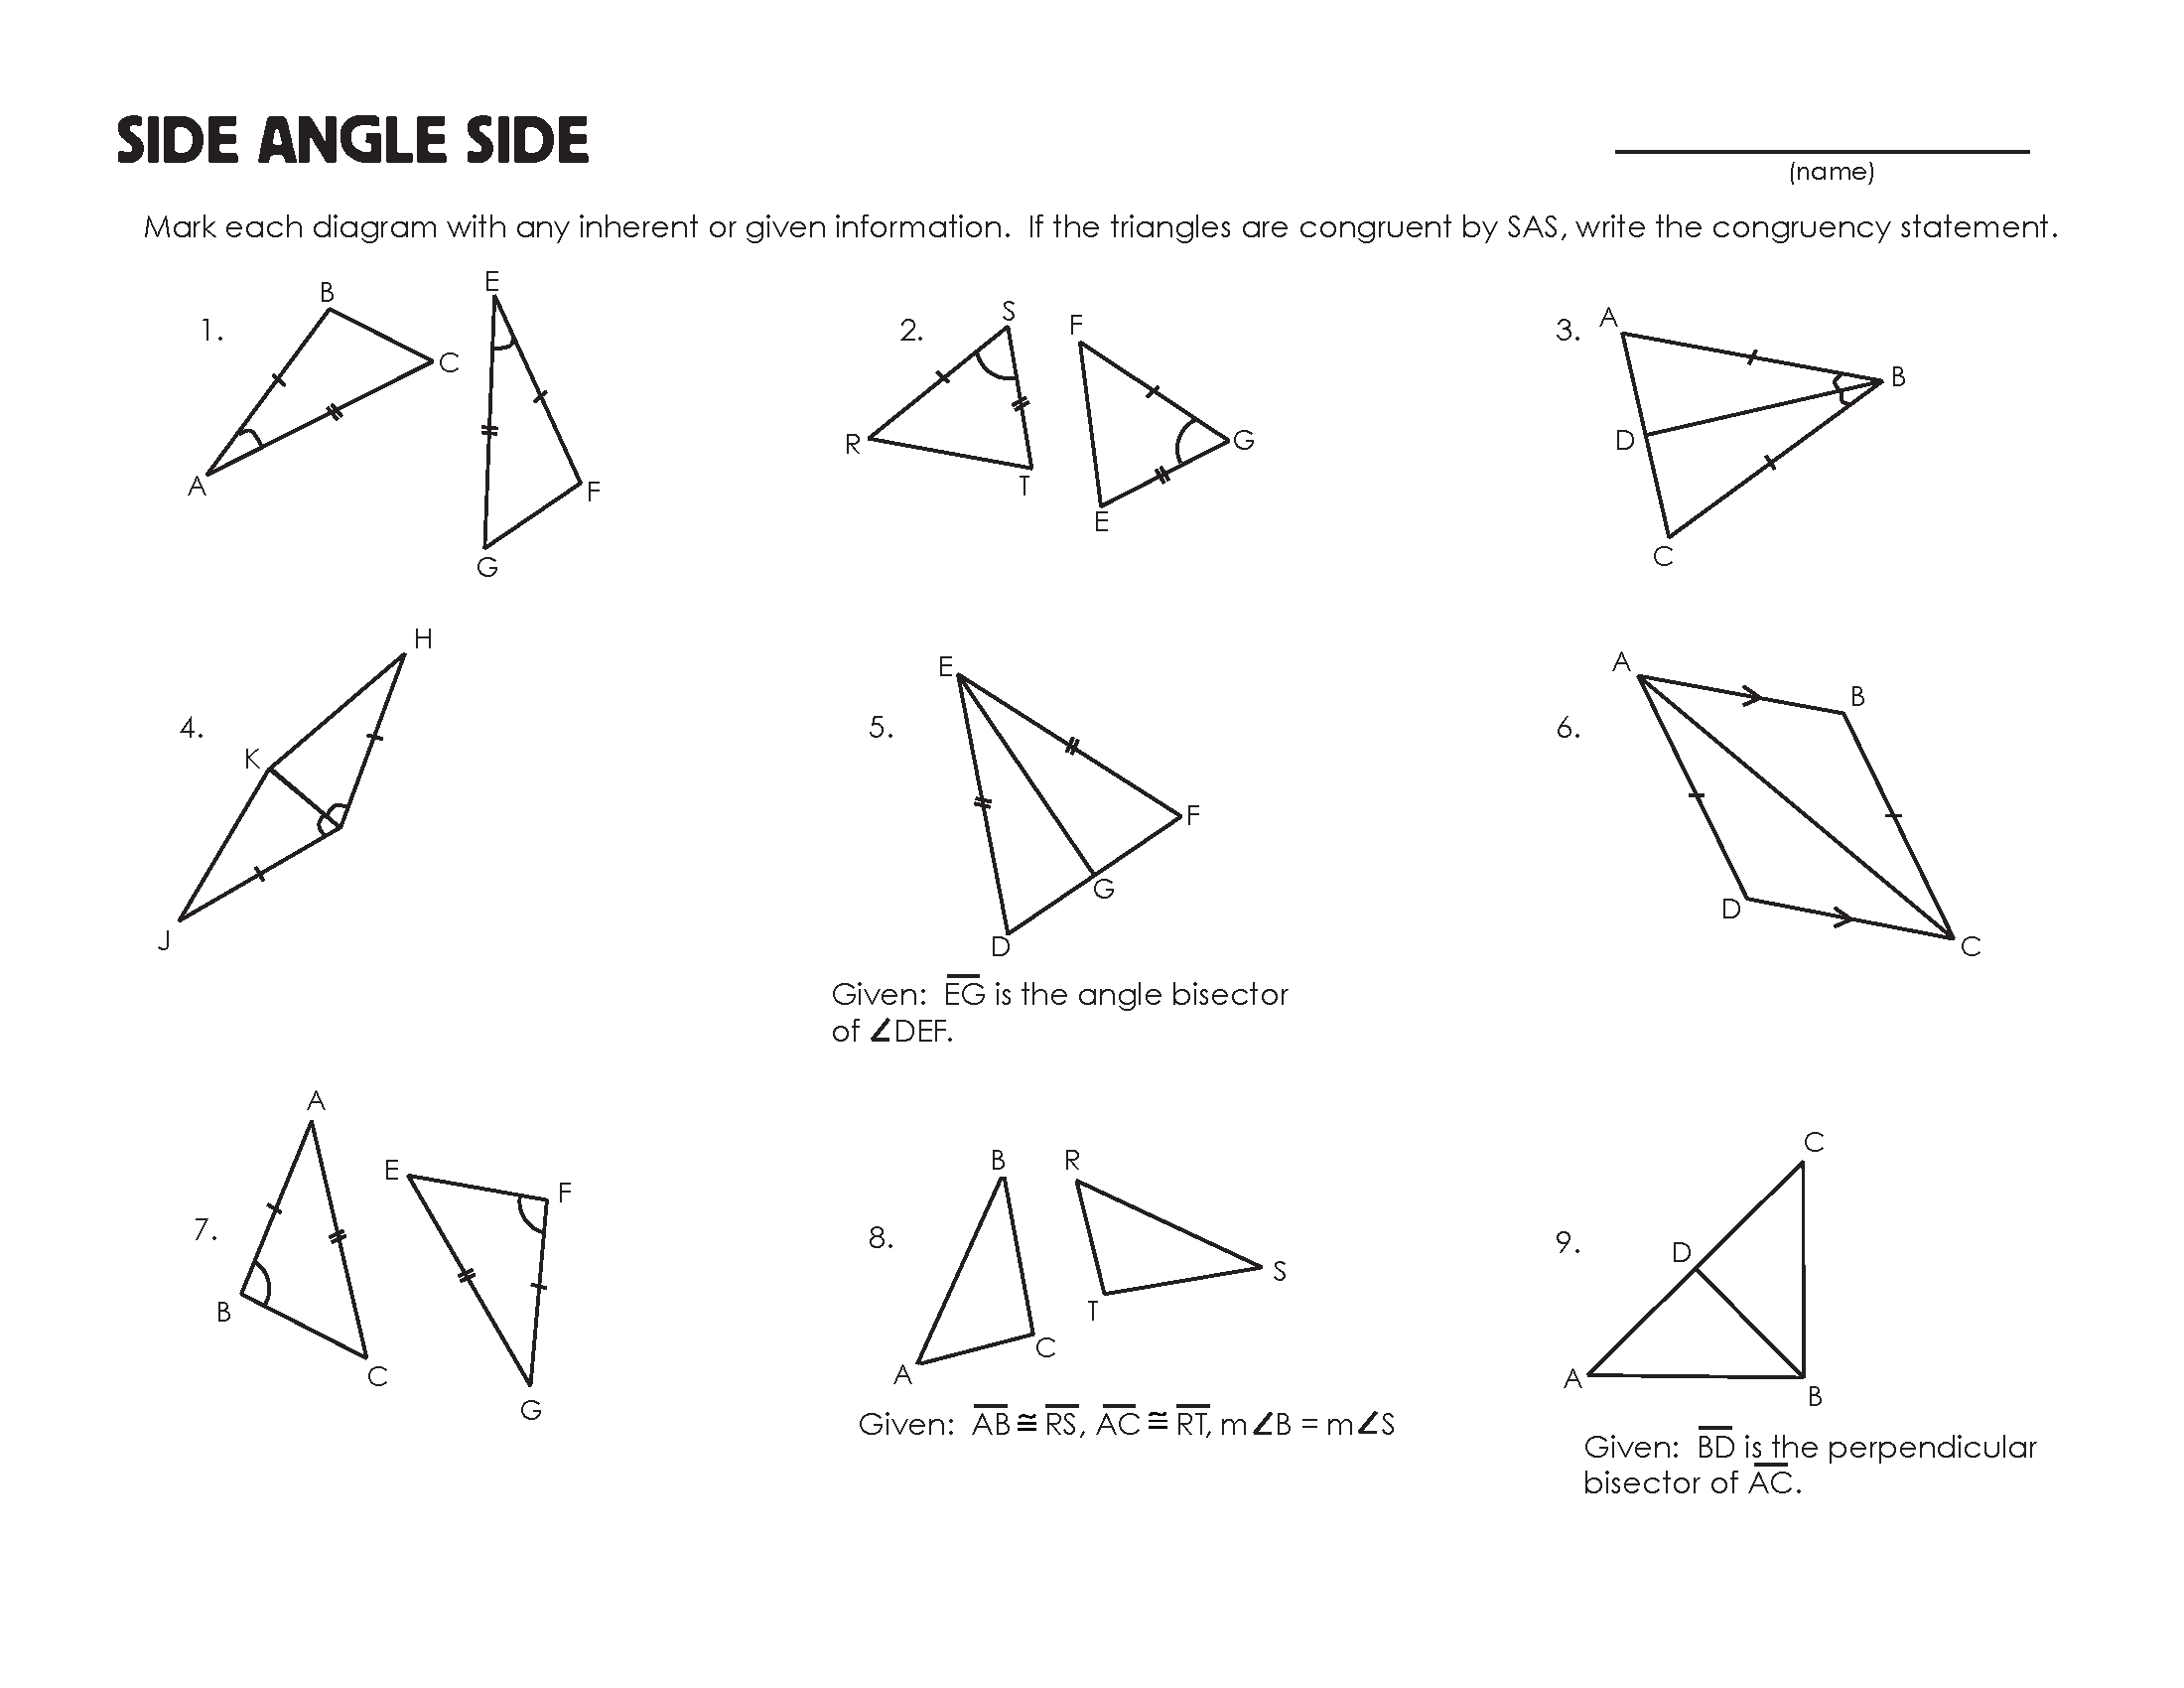 SIDE ANGLE SIDE
(name)
Mark each diagram with any inherent or given information. If the triangles are congruent by SAS, write the congruency statement.
1.
B
C
A
E
F
G
2.
S
R
T
F
G
E
3.
A
B
D
C
4.
H
K
J
5.
E
F
G
D
Given: EG is the angle bisector
of ∠DEF.
6.
A
B
D
C
7.
A
B
C
E
F
G
8.
B
A
C
R
S
T
Given: AB ≅ RS, AC ≅ RT, m∠B = m∠S
9.
C
D
A
B
Given: BD is the perpendicular
bisector of AC.